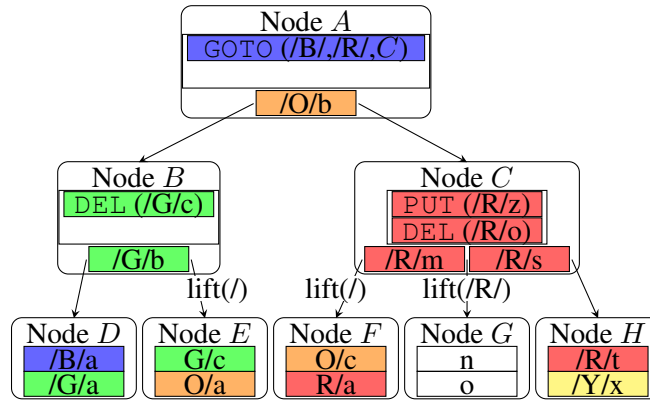 Node A
GOTO (/B/,/R/,C)
/O/b
Node B
DEL (/G/c)
/G/b
Node C
PUT (/R/z)
DEL (/R/o)
/R/m /R/s
lift(/) lift(/) lift(/R/)
Node D
/B/a
/G/a
Node E
G/c
O/a
Node F
O/c
R/a
Node G
n
o
Node H
/R/t
/Y/x